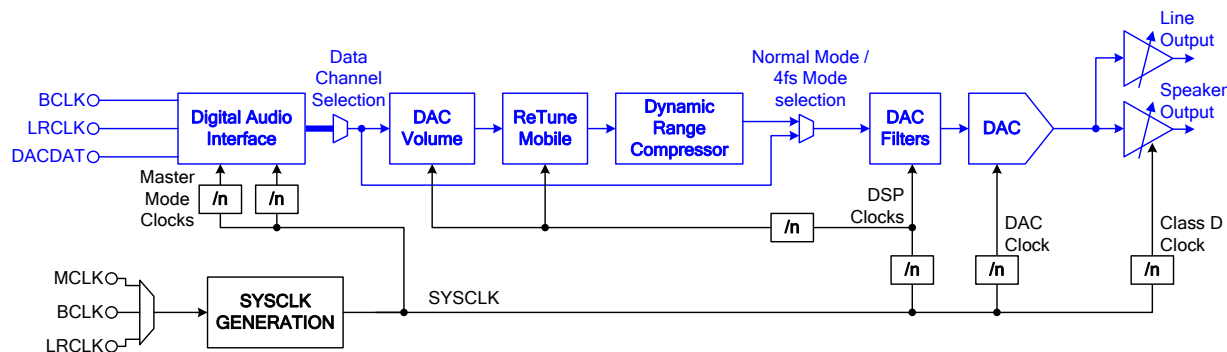 Line
Output
Data
Channel
Selection
Normal Mode /
4fs Mode
selection
Speaker
Output
BCLK
LRCLK
DACDAT
Digital Audio
Interface
DAC
Volume
ReTune
Mobile
Dynamic
Range
Compressor
DAC
Filters
DAC
Master
Mode
Clocks
/n
/n
/n
DSP
Clocks
DAC
Clock
Class D
Clock
/n
/n
/n
MCLK
BCLK
LRCLK
SYSCLK
GENERATION
SYSCLK